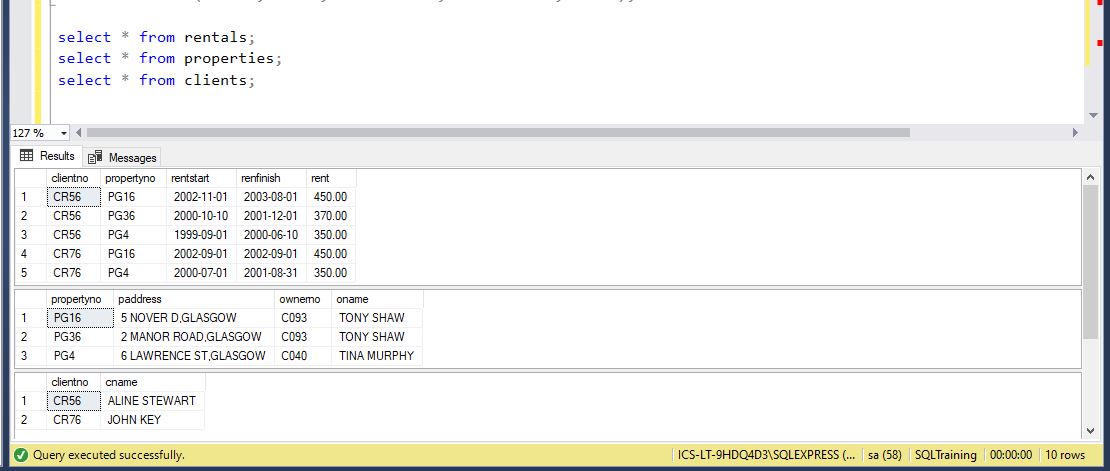 select * from rentals;
select * from properties;
select * from clients;
127 %
Results Messages
clientno propertyno rentstart renfinish rent
1 CR56 PG16 2002-11-01 2003-08-01 450.00
2 CR56 PG36 2000-10-10 2001-12-01 370.00
3 CR56 PG4 1999-09-01 2000-06-10 350.00
4 CR76 PG16 2002-09-01 2002-09-01 450.00
5 CR76 PG4 2000-07-01 2001-08-31 350.00
propertyno paddress ownerno oname
1 PG16 5 NOVER D,GLASGOW C093 TONY SHAW
2 PG36 2 MANOR ROAD,GLASGOW C093 TONY SHAW
3 PG4 6 LAWRENCE ST,GLASGOW C040 TINA MURPHY
clientno cname
1 CR56 ALINE STEWART
2 CR76 JOHN KEY
Query executed successfully. ICS-LT-9HDQ4D3\SQLEXPRESS (... sa (58) SQLTraining 00:00:00 10 rows